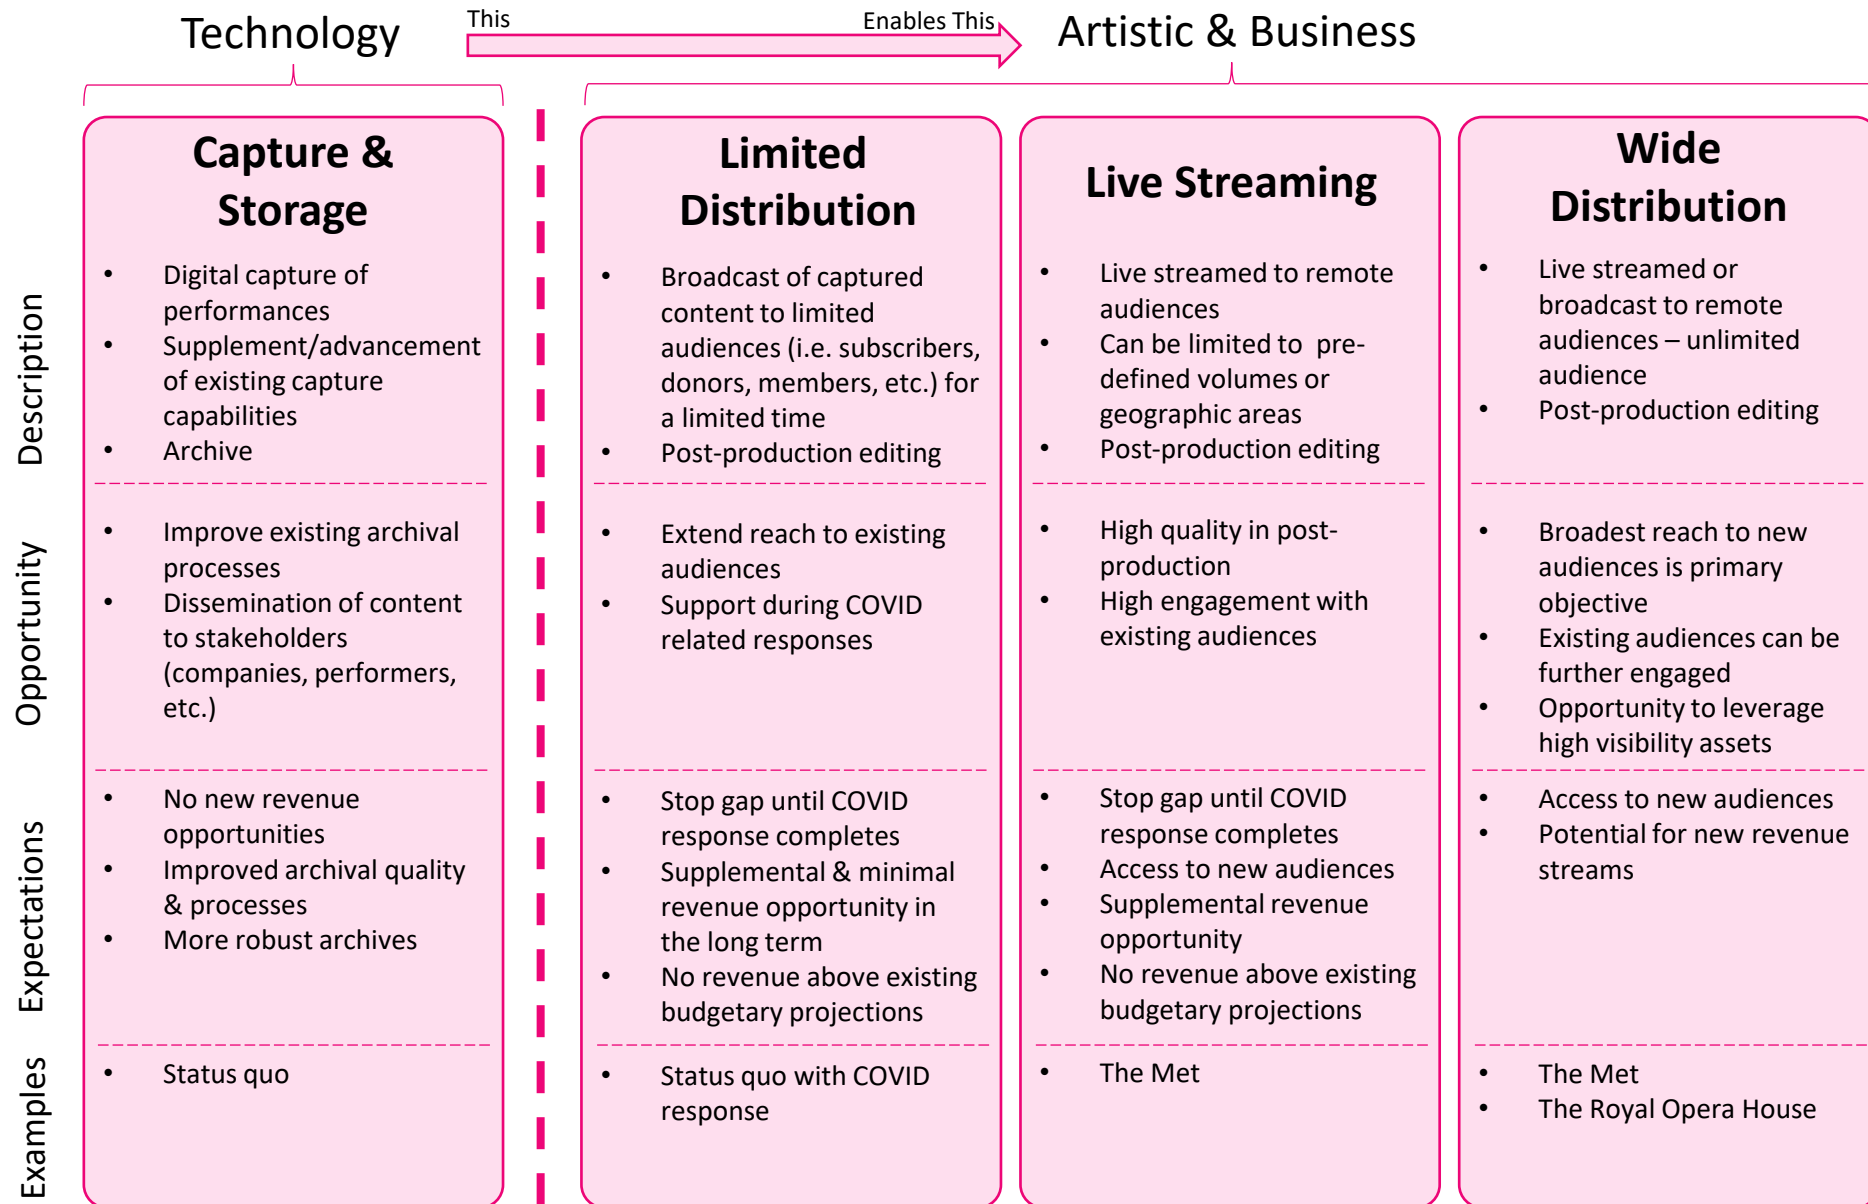 Technology
This
Enables This
Artistic & Business
Capture &
Storage
Limited
Distribution
Live Streaming
Wide
Distribution
Description
• Digital capture of
performances
• Supplement/advancement
of existing capture
capabilities
• Archive
• Broadcast of captured
content to limited
audiences (i.e. subscribers,
donors, members, etc.) for
a limited time
• Post-production editing
• Live streamed to remote
audiences
• Can be limited to pre-
defined volumes or
geographic areas
• Post-production editing
• Live streamed or
broadcast to remote
audiences – unlimited
audience
• Post-production editing
Opportunity
• Improve existing archival
processes
• Dissemination of content
to stakeholders
(companies, performers,
etc.)
• Extend reach to existing
audiences
• Support during COVID
related responses
• High quality in post-
production
• High engagement with
existing audiences
• Broadest reach to new
audiences is primary
objective
• Existing audiences can be
further engaged
• Opportunity to leverage
high visibility assets
Expectations
• No new revenue
opportunities
• Improved archival quality
& processes
• More robust archives
• Stop gap until COVID
response completes
• Supplemental & minimal
revenue opportunity in
the long term
• No revenue above existing
budgetary projections
• Stop gap until COVID
response completes
• Access to new audiences
• Supplemental revenue
opportunity
• No revenue above existing
budgetary projections
• Access to new audiences
• Potential for new revenue
streams
Examples
• Status quo
• Status quo with COVID
response
• The Met
• The Met
• The Royal Opera House